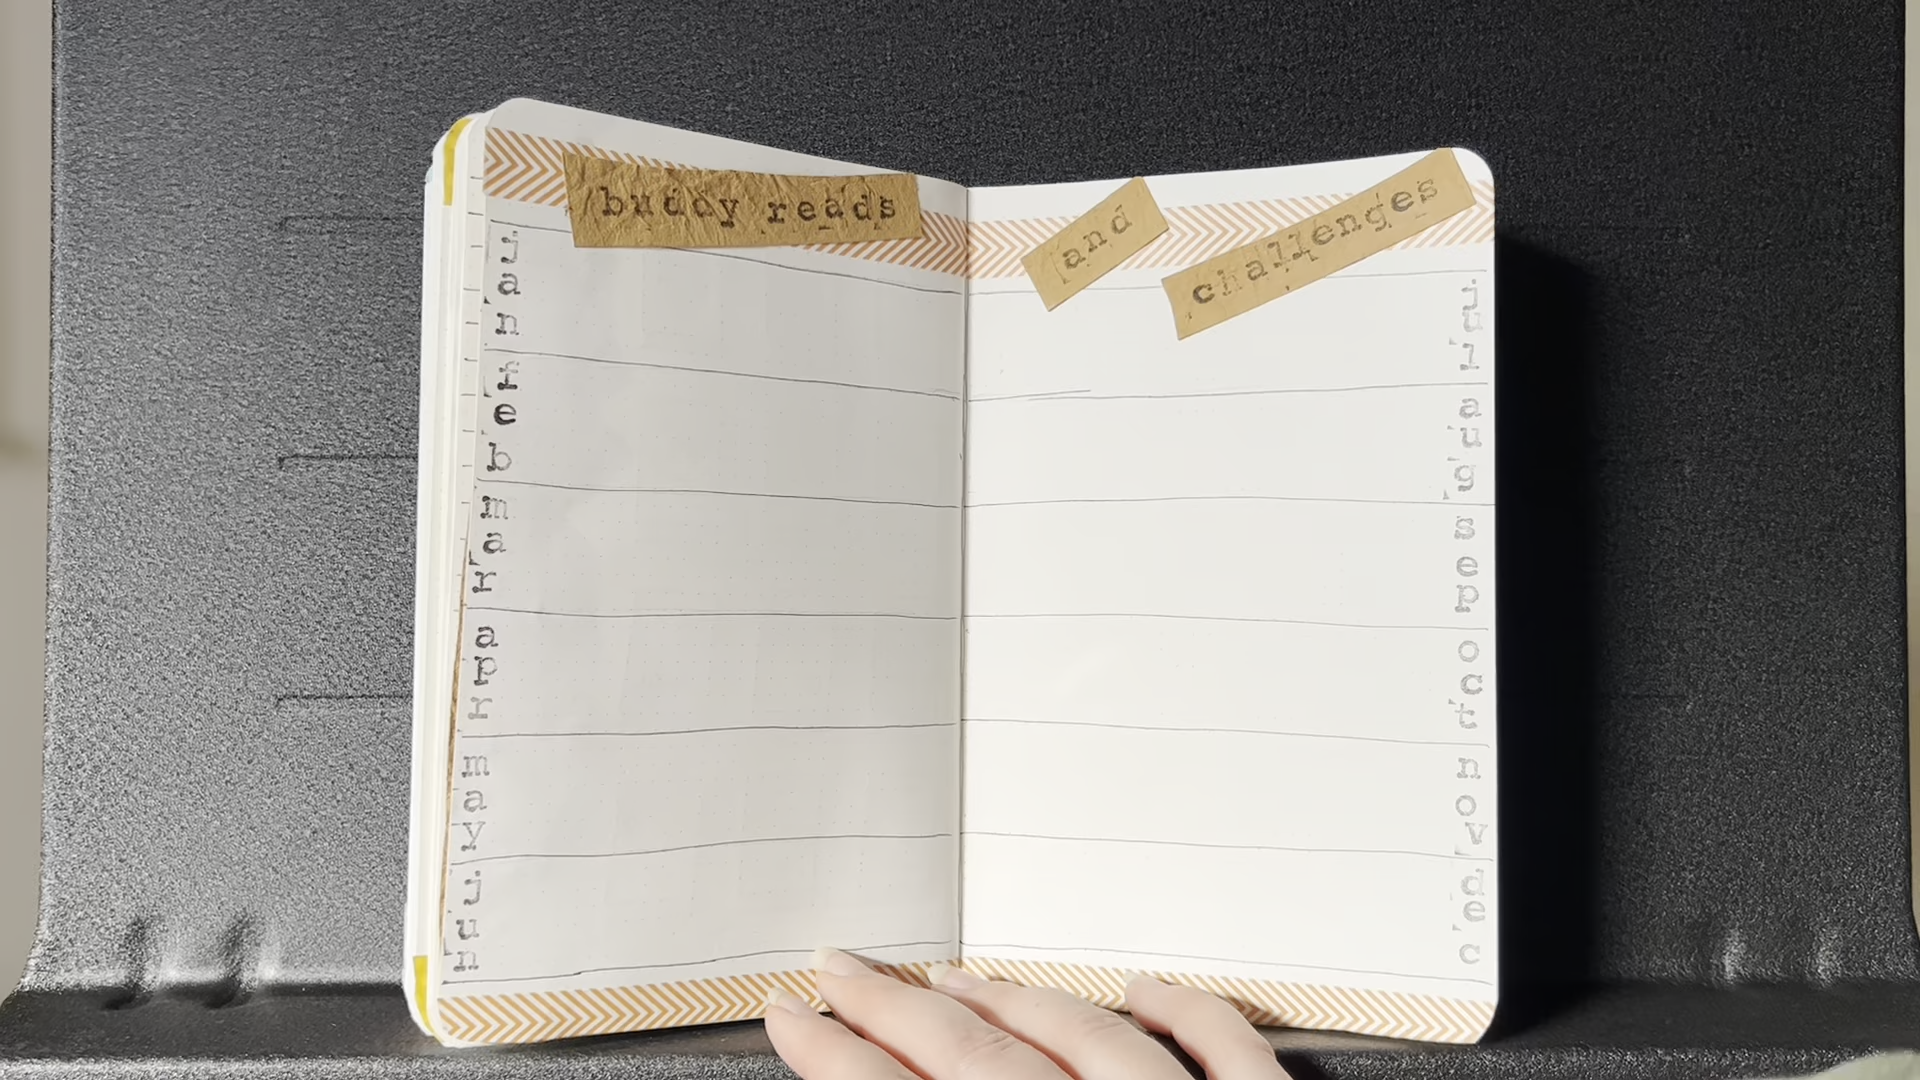 buddy reads
and
challenges
jan
feb
mar
apr
may
jun
jul
aug
sep
oct
nov
dec